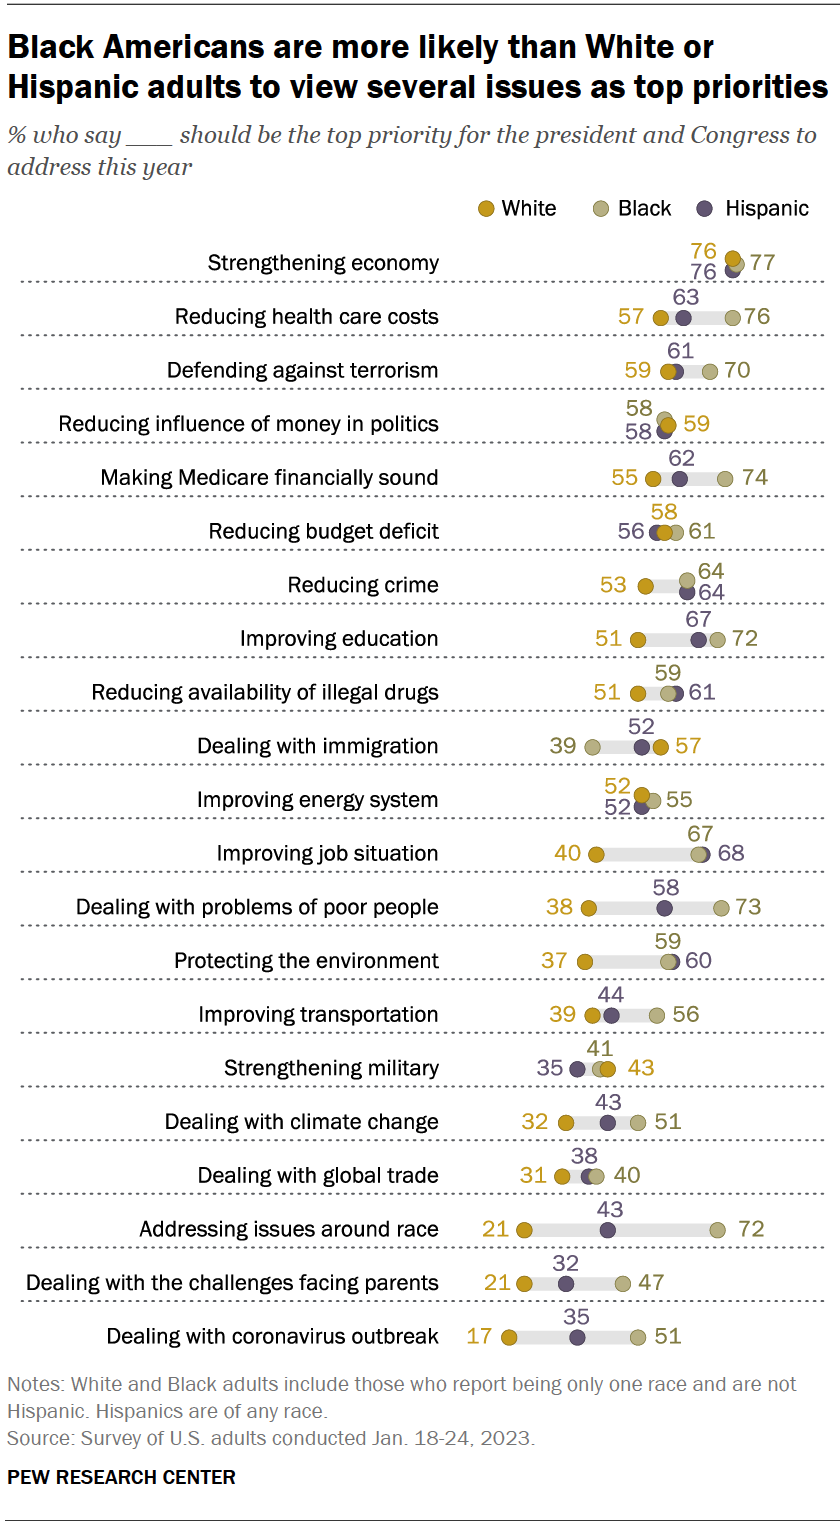 Black Americans are more likely than White or
Hispanic adults to view several issues as top priorities
% who say ___ should be the top priority for the president and Congress to
address this year
White Black Hispanic
Strengthening economy 76 76 77
Reducing health care costs 57 63 76
Defending against terrorism 59 61 70
Reducing influence of money in politics 58 58 59
Making Medicare financially sound 55 62 74
Reducing budget deficit 56 58 61
Reducing crime 53 64 64
Improving education 51 67 72
Reducing availability of illegal drugs 51 59 61
Dealing with immigration 39 52 57
Improving energy system 52 52 55
Improving job situation 40 67 68
Dealing with problems of poor people 38 58 73
Protecting the environment 37 59 60
Improving transportation 39 44 56
Strengthening military 35 41 43
Dealing with climate change 32 43 51
Dealing with global trade 31 38 40
Addressing issues around race 21 43 72
Dealing with the challenges facing parents 21 32 47
Dealing with coronavirus outbreak 17 35 51
Notes: White and Black adults include those who report being only one race and are not
Hispanic. Hispanics are of any race.
Source: Survey of U.S. adults conducted Jan. 18-24, 2023.
PEW RESEARCH CENTER